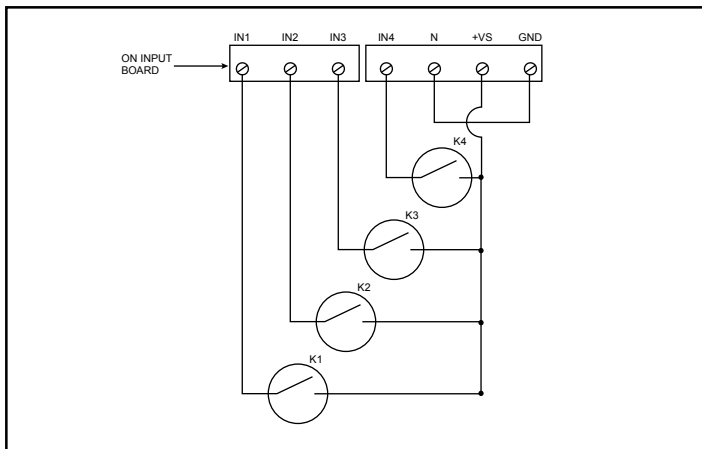 IN1 IN2 IN3 IN4 N +VS GND
ON INPUT
BOARD
K4
K3
K2
K1